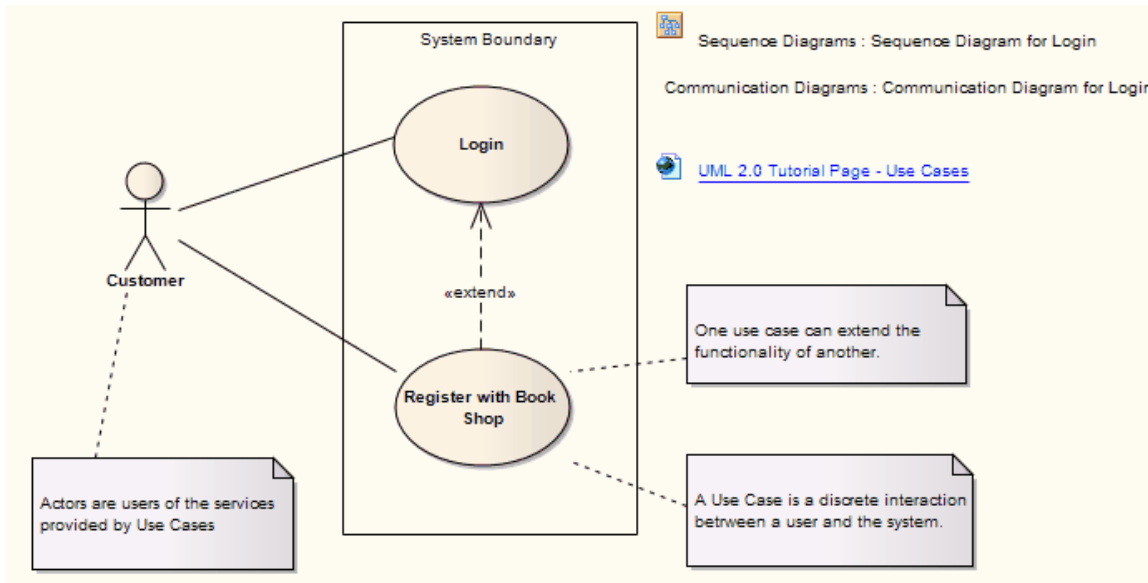 System Boundary
Sequence Diagrams : Sequence Diagram for Login
Communication Diagrams : Communication Diagram for Login
Login
UML 2.0 Tutorial Page - Use Cases
Customer
«extend»
One use case can extend the
functionality of another.
Register with Book
Shop
Actors are users of the services
provided by Use Cases
A Use Case is a discrete interaction
betrween a user and the system.